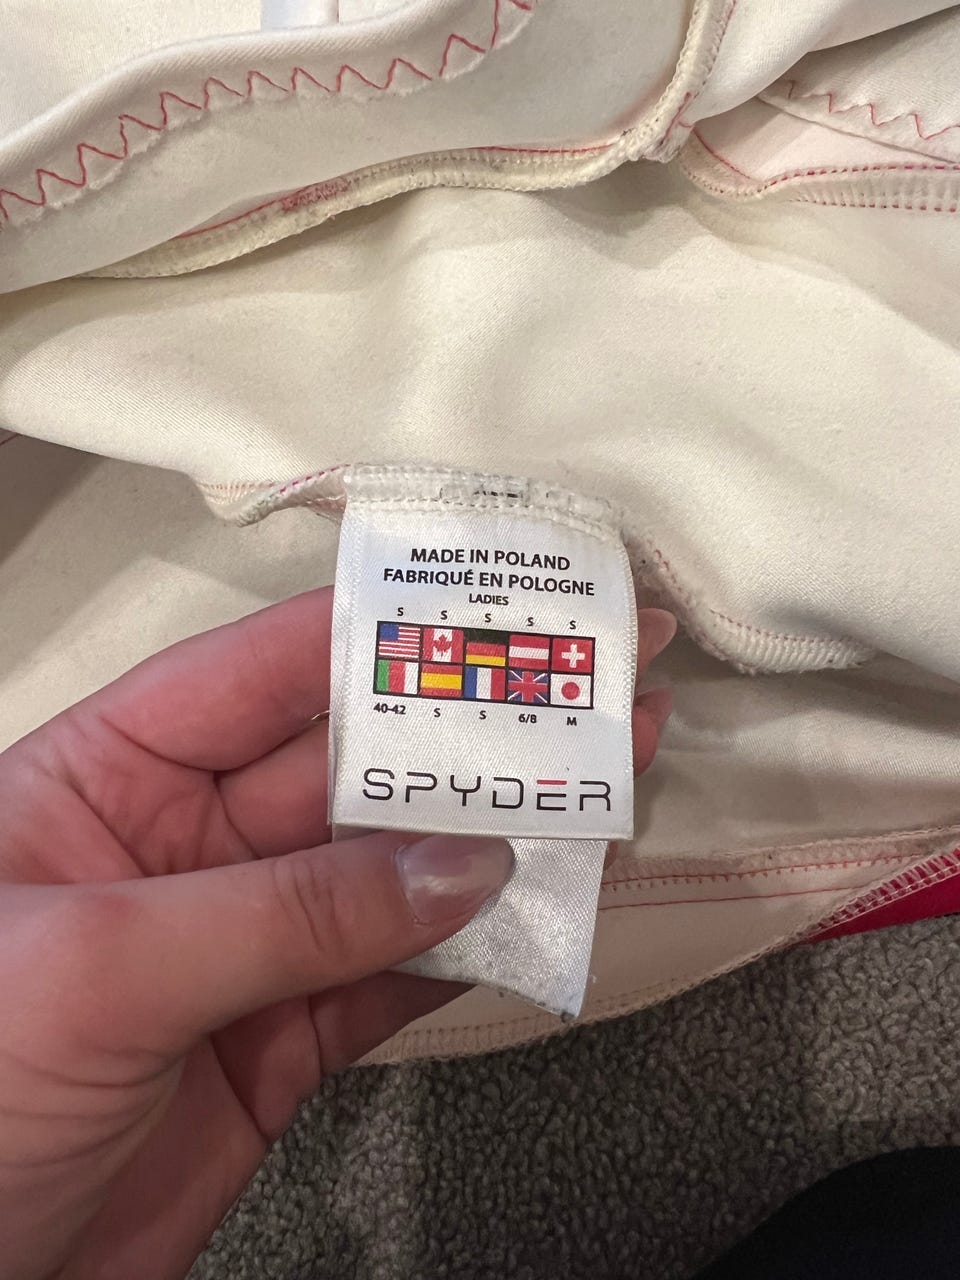 MADE IN POLAND
FABRIQUÉ EN POLOGNE
LADIES
S S S S S
40-42 S S 6/8 M
SPYDER